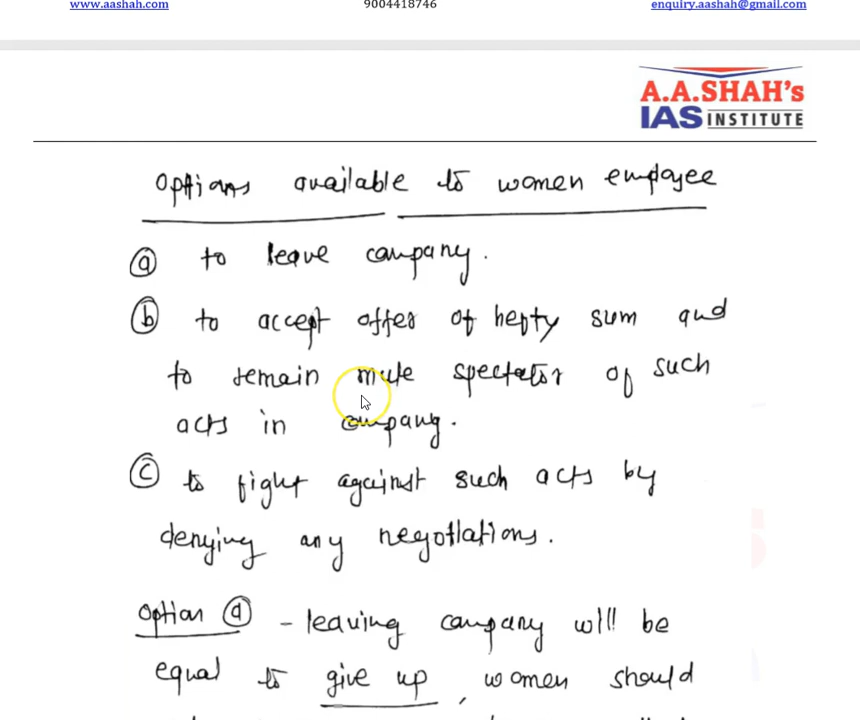 www.aashah.com 9004418746 enquiry.aashah@gmail.com
A.A.SHAH's
IAS INSTITUTE
Options available to women employee
(a) to leave company.
(b) to accept offer of hefty sum and
to remain mute spectator of such
acts in company.
(c) to fight against such acts by
denying any negotiations.
Option (a) - leaving company will be
equal to give up, women should